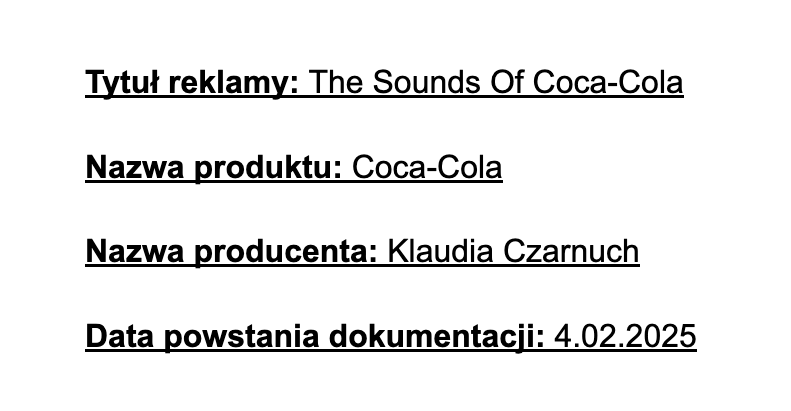 Tytuł reklamy: The Sounds Of Coca-Cola
Nazwa produktu: Coca-Cola
Nazwa producenta: Klaudia Czarnuch
Data powstania dokumentacji: 4.02.2025